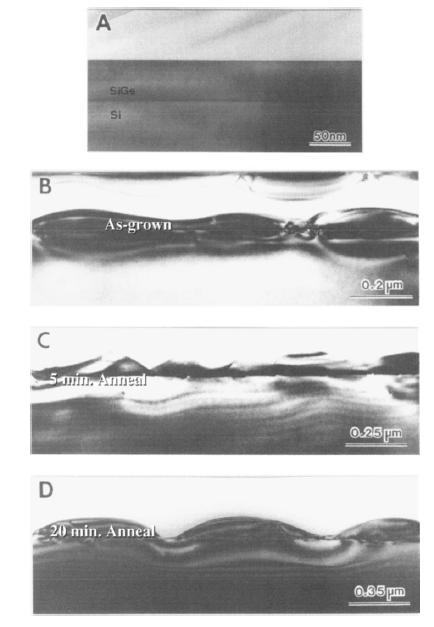 A
SiGe
Si
50nm
B
As-grown
0.2 µm
C
5 min. Anneal
0.25 µm
D
20 min. Anneal
0.35 µm